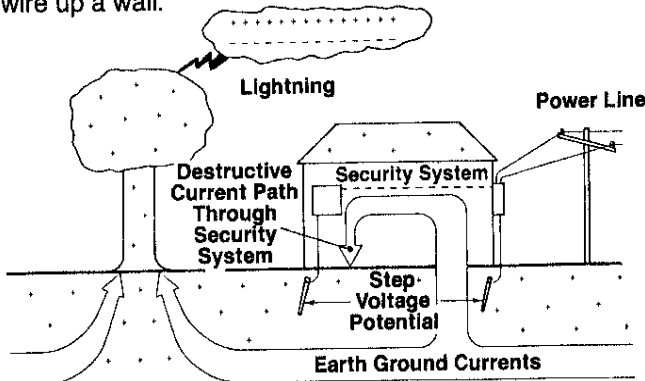 wire up a wall.
Lightning
Power Line
Destructive
Current Path
Through
Security
System
Security System
Step-
Voltage
Potential
Earth Ground Currents